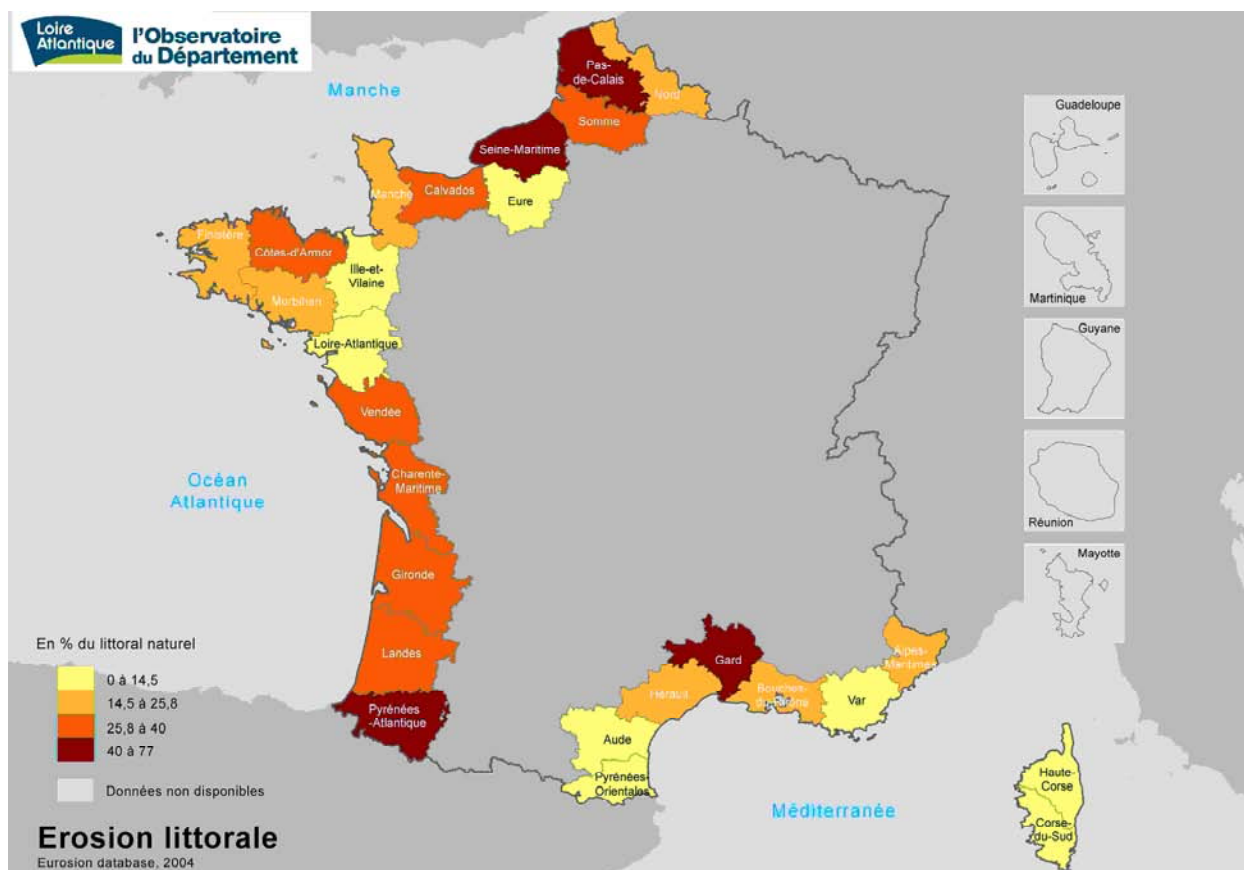 Loire
Atlantique
l'Observatoire
du Département
Manche
Pas-
de-Calais
Nord
Somme
Seine-Maritime
Eure
Calvados
Manche
Finistère
Côtes-d'Armor
Ille-et-
Vilaine
Morbihan
Loire-Atlantique
Vendée
Océan
Atlantique
Charente-
Maritime
Gironde
Landes
Pyrénées
-Atlantique
Gard
Hérault
Bouches-
du-Rhône
Var
Alpes-
Maritimes
Aude
Pyrénées-
Orientales
Méditerranée
Haute-
Corse
Corse-
du-Sud
Guadeloupe
Martinique
Guyane
Réunion
Mayotte
En % du littoral naturel
0 à 14,5
14,5 à 25,8
25,8 à 40
40 à 77
Données non disponibles
Erosion littorale
Eurosion database, 2004